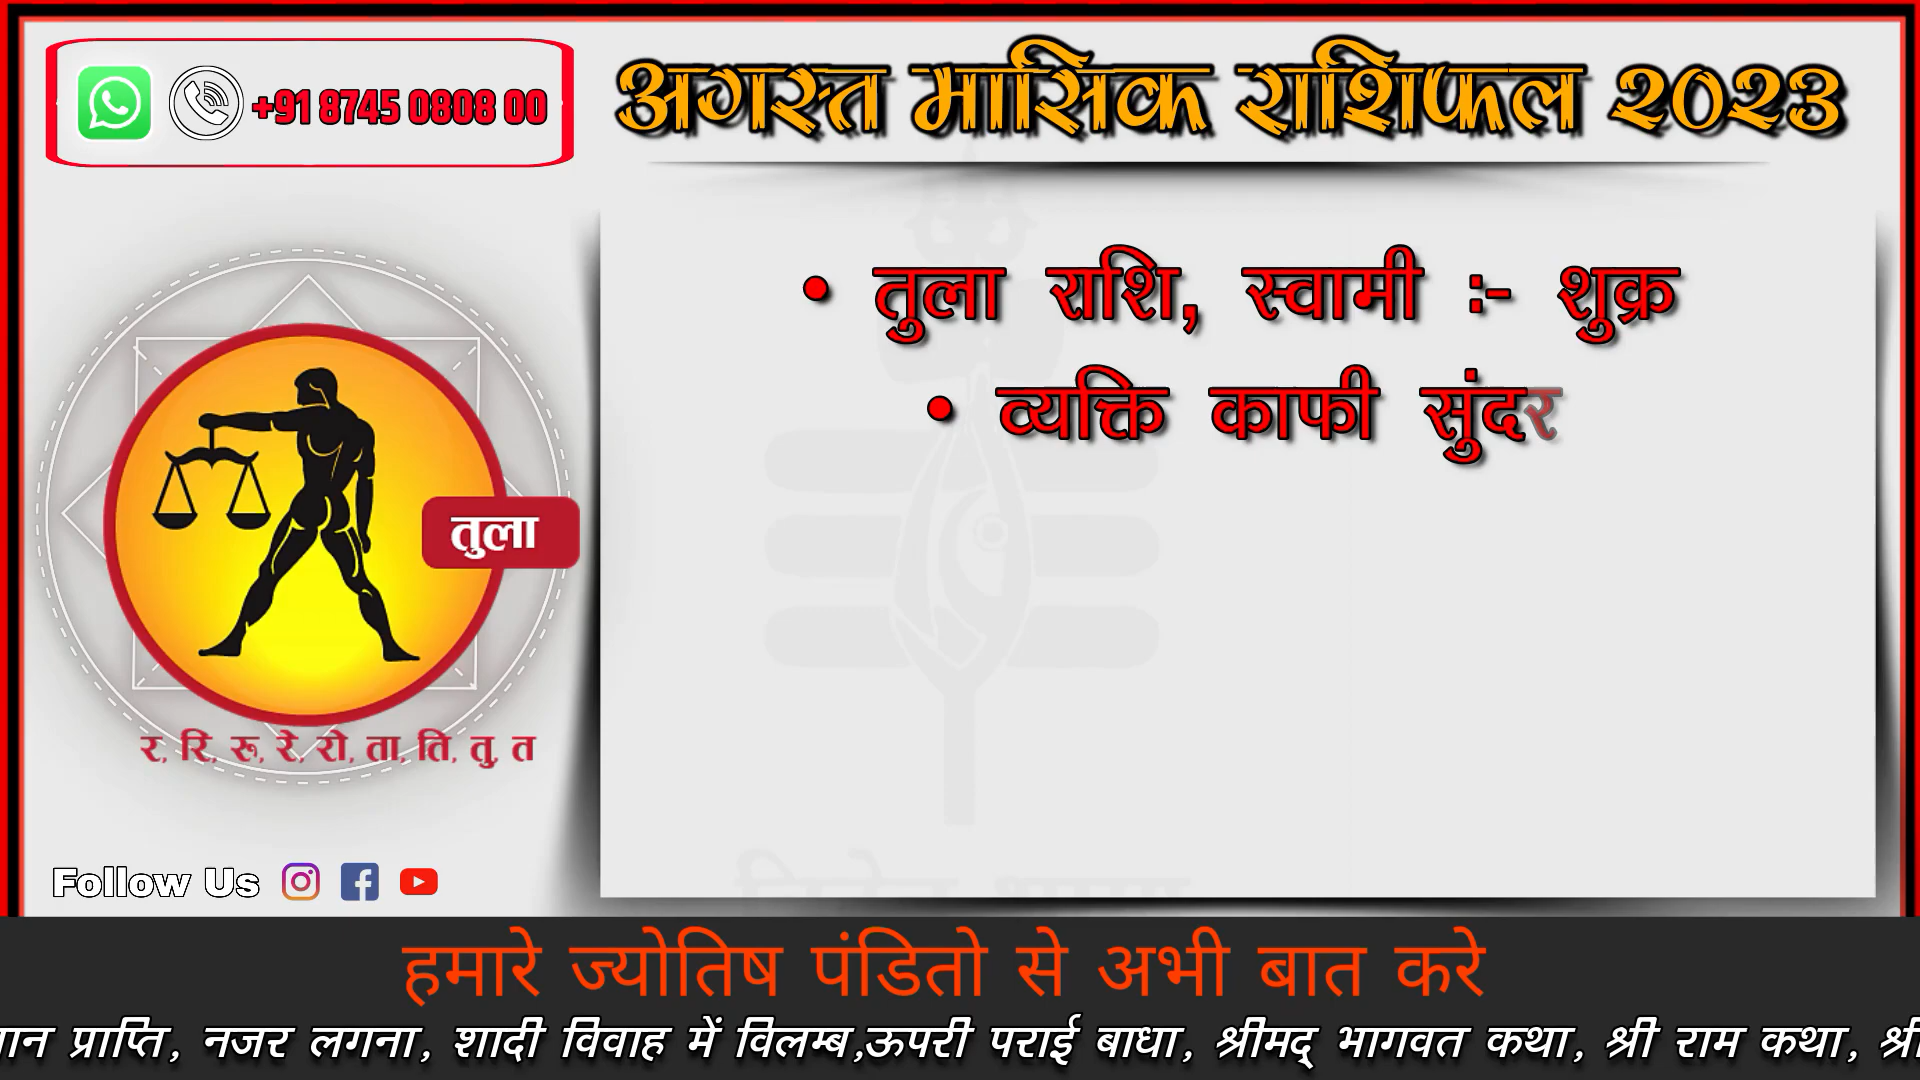 +91 8745 0808 00
अगस्त मासिक राशिफल २०२३
• तुला राशि, स्वामी :- शुक्र
• व्यक्ति काफी सुंदर
तुला
र, रि, रू, रे, रो, ता, ति, तु, त
Follow Us
हमारे ज्योतिष पंडितो से अभी बात करे
प्राप्ति, नजर लगना, शादी विवाह में विलम्ब,ऊपरी पराई बाधा, श्रीमद् भागवत कथा, श्री राम कथा, श्री